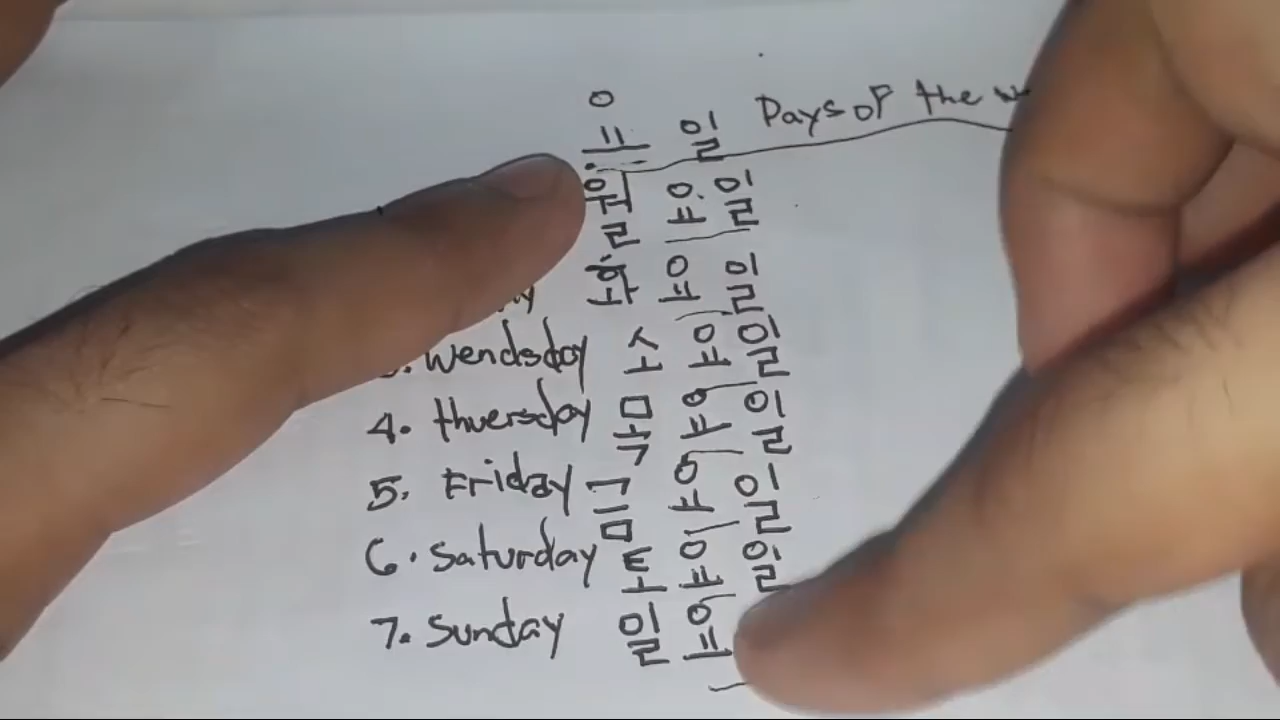 요일 Days of the
월요일
화요일
Wendsday 수요일
4. thuersday 목요일
5. Friday 금요일
6. Saturday 토요일
7. Sunday 일요